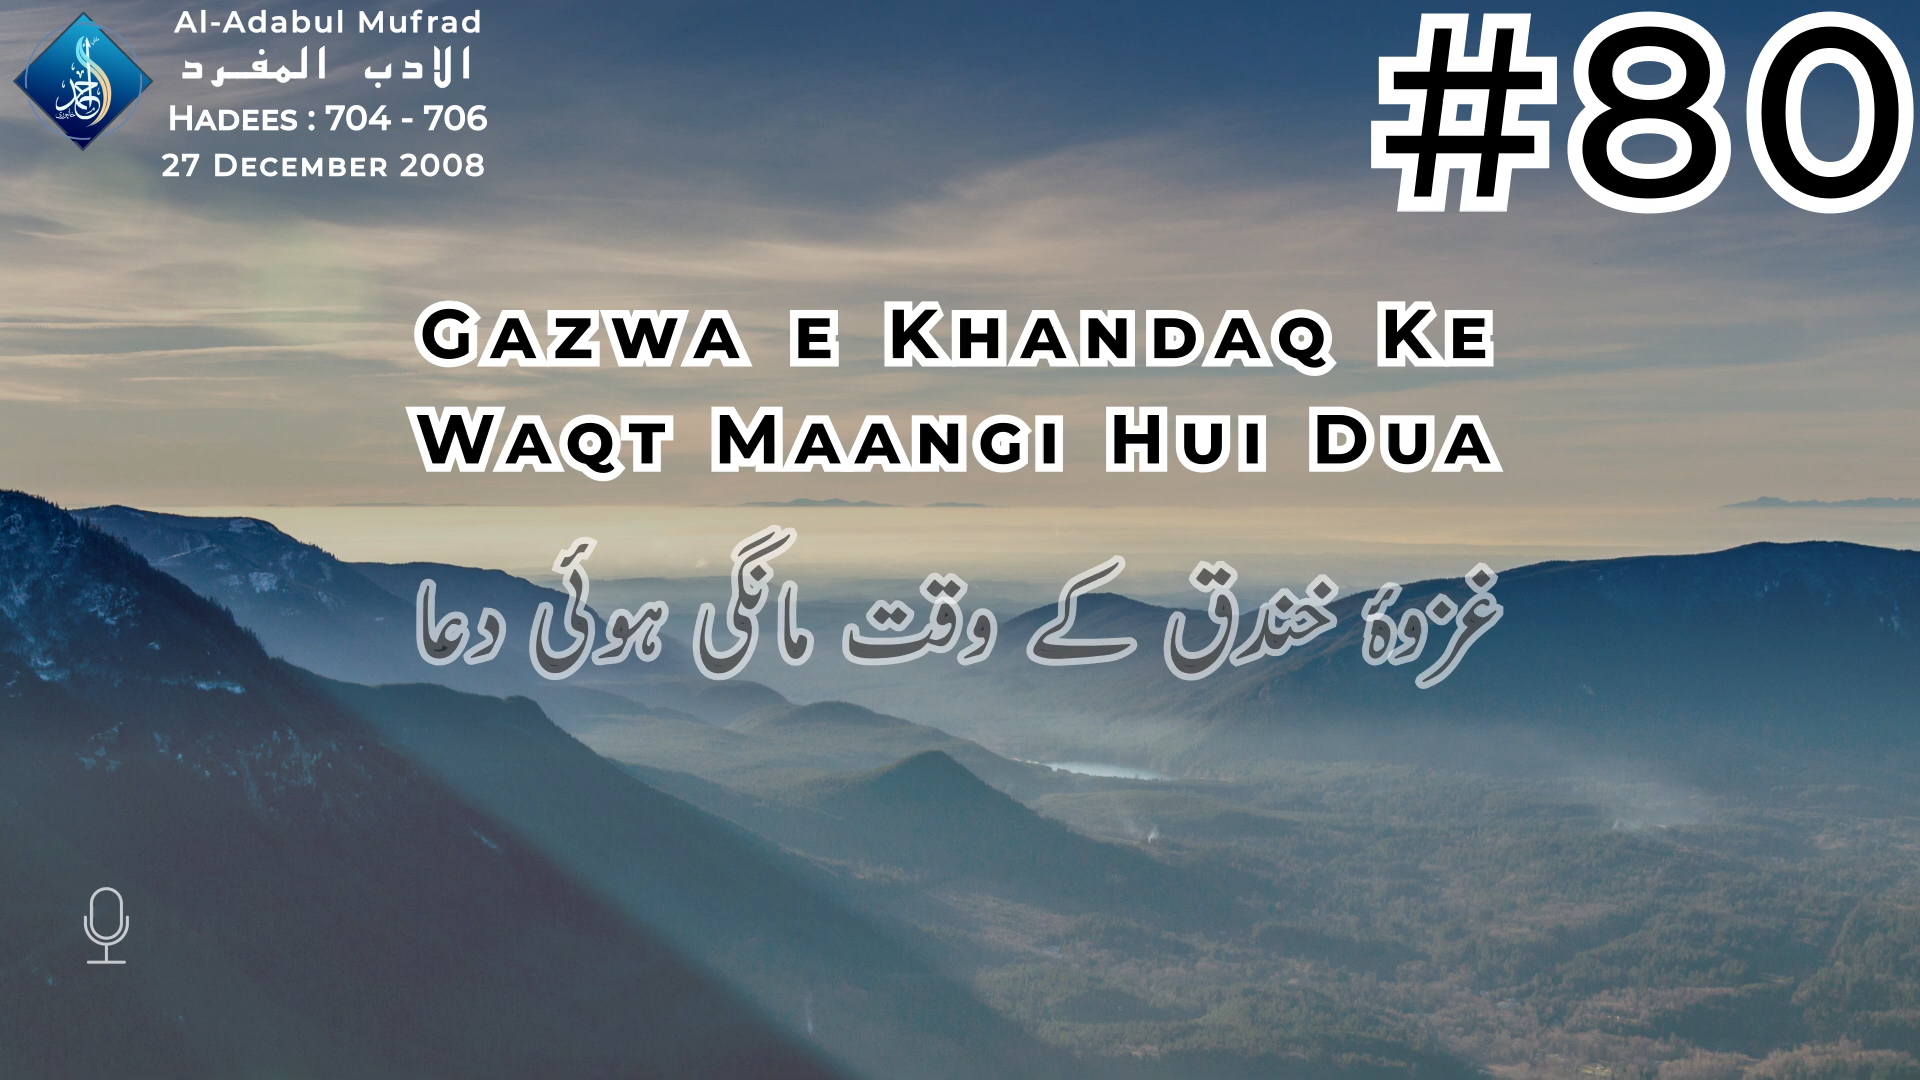 Al-Adabul Mufrad
الادب المفرد
Hadees : 704 - 706
27 December 2008
#80
Gazwa e Khandaq Ke
Waqt Maangi Hui Dua
غزوۂ خندق کے وقت مانگی ہوئی دعا